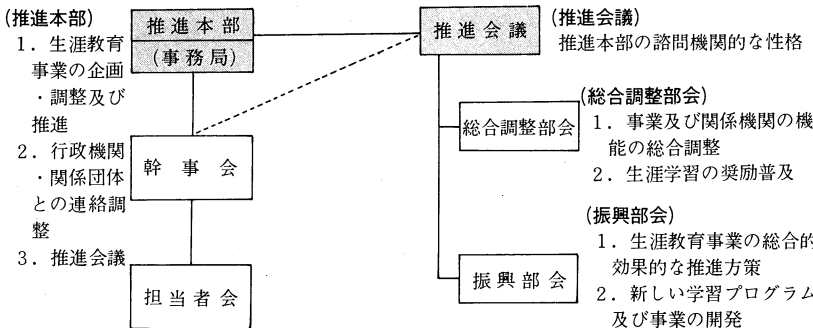 (推進本部)
1．生涯教育
事業の企画
・調整及び
推進
2．行政機関
・関係団体
との連絡調
整
3．推進会議
推進本部
(事務局)
幹事会
担当者会
推進会議
総合調整部会
振興部会
(推進会議)
推進本部の諮問機関的な性格
(総合調整部会)
1．事業及び関係機関の機
能の総合調整
2．生涯学習の奨励普及
(振興部会)
1．生涯教育事業の総合的
効果的な推進方策
2．新しい学習プログラム
及び事業の開発